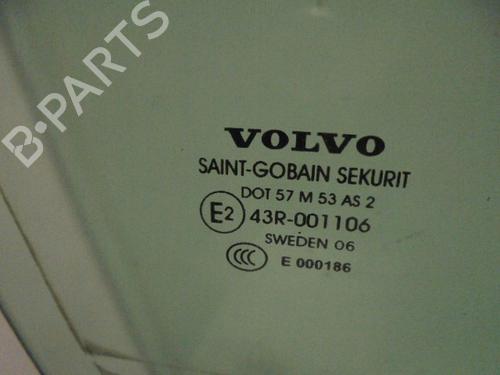 B-PARTS
VOLVO
SAINT-GOBAIN SEKURIT
DOT 57 M 53 AS 2
E2 43R-001106
SWEDEN 06
CCC E 000186